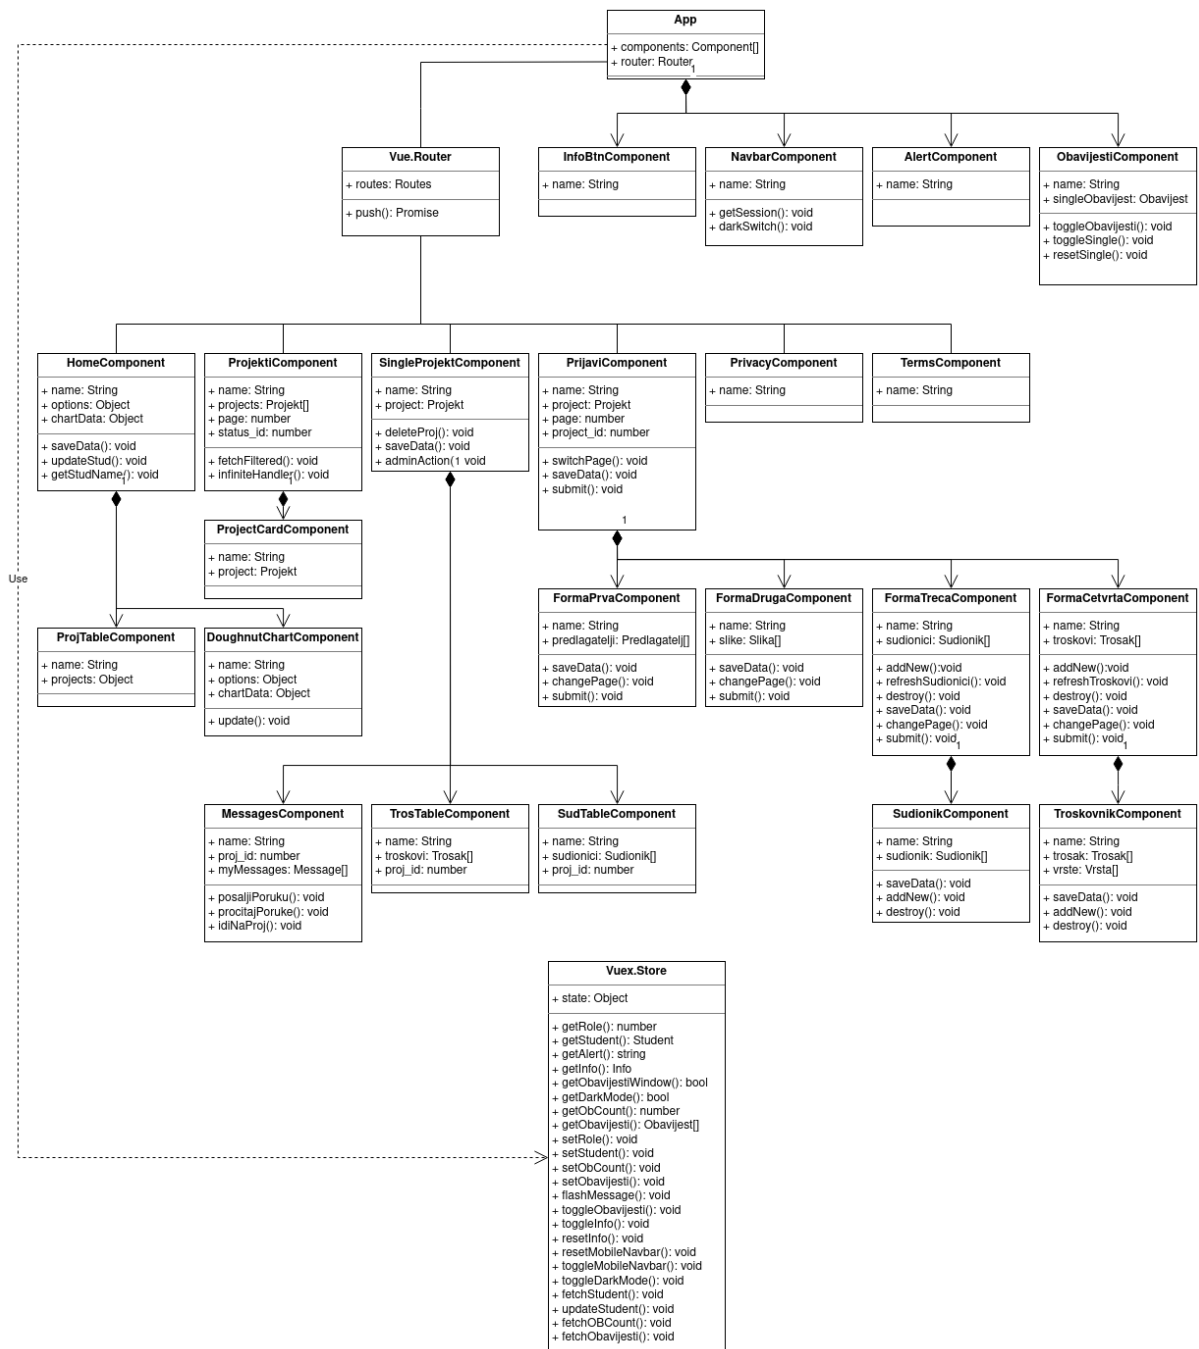 App
+ components: Component[]
+ router: Router
1
Vue.Router
+ routes: Routes
+ push(): Promise
InfoBtnComponent
+ name: String
NavbarComponent
+ name: String
+ getSession(): void
+ darkSwitch(): void
AlertComponent
+ name: String
ObavijestiComponent
+ name: String
+ singleObavijest: Obavijest
+ toggleObavijesti(): void
+ toggleSingle(): void
+ resetSingle(): void
HomeComponent
+ name: String
+ options: Object
+ chartData: Object
+ saveData(): void
+ updateStud(): void
+ getStudName(): void
1
ProjektiComponent
+ name: String
+ projects: Projekt[]
+ page: number
+ status_id: number
+ fetchFiltered(): void
+ infiniteHandler(): void
1
SingleProjektComponent
+ name: String
+ project: Projekt
+ deleteProj(): void
+ saveData(): void
+ adminAction(1 void
PrijaviComponent
+ name: String
+ project: Projekt
+ page: number
+ project_id: number
+ switchPage(): void
+ saveData(): void
+ submit(): void
1
PrivacyComponent
+ name: String
TermsComponent
+ name: String
ProjectCardComponent
+ name: String
+ project: Projekt
Use
ProjTableComponent
+ name: String
+ projects: Object
DoughnutChartComponent
+ name: String
+ options: Object
+ chartData: Object
+ update(): void
FormaPrvaComponent
+ name: String
+ predlagatelji: Predlagatelj[]
+ saveData(): void
+ changePage(): void
+ submit(): void
FormaDrugaComponent
+ name: String
+ slike: Slika[]
+ saveData(): void
+ changePage(): void
+ submit(): void
FormaTrecaComponent
+ name: String
+ sudionici: Sudionik[]
+ addNew():void
+ refreshSudionici(): void
+ destroy(): void
+ saveData(): void
+ changePage(): void
+ submit(): void
1
FormaCetvrtaComponent
+ name: String
+ troskovi: Trosak[]
+ addNew():void
+ refreshTroskovi(): void
+ destroy(): void
+ saveData(): void
+ changePage(): void
+ submit(): void
1
MessagesComponent
+ name: String
+ proj_id: number
+ myMessages: Message[]
+ posaljiPoruku(): void
+ procitajPoruke(): void
+ idiNaProj(): void
TrosTableComponent
+ name: String
+ troskovi: Trosak[]
+ proj_id: number
SudTableComponent
+ name: String
+ sudionici: Sudionik[]
+ proj_id: number
SudionikComponent
+ name: String
+ sudionik: Sudionik[]
+ saveData(): void
+ addNew(): void
+ destroy(): void
TroskovnikComponent
+ name: String
+ trosak: Trosak[]
+ vrste: Vrsta[]
+ saveData(): void
+ addNew(): void
+ destroy(): void
Vuex.Store
+ state: Object
+ getRole(): number
+ getStudent(): Student
+ getAlert(): string
+ getInfo(): Info
+ getObavijestiWindow(): bool
+ getDarkMode(): bool
+ getObCount(): number
+ getObavijesti(): Obavijest[]
+ setRole(): void
+ setStudent(): void
+ setObCount(): void
+ setObavijesti(): void
+ flashMessage(): void
+ toggleObavijesti(): void
+ toggleInfo(): void
+ resetInfo(): void
+ resetMobileNavbar(): void
+ toggleMobileNavbar(): void
+ toggleDarkMode(): void
+ fetchStudent(): void
+ updateStudent(): void
+ fetchOBCount(): void
+ fetchObavijesti(): void